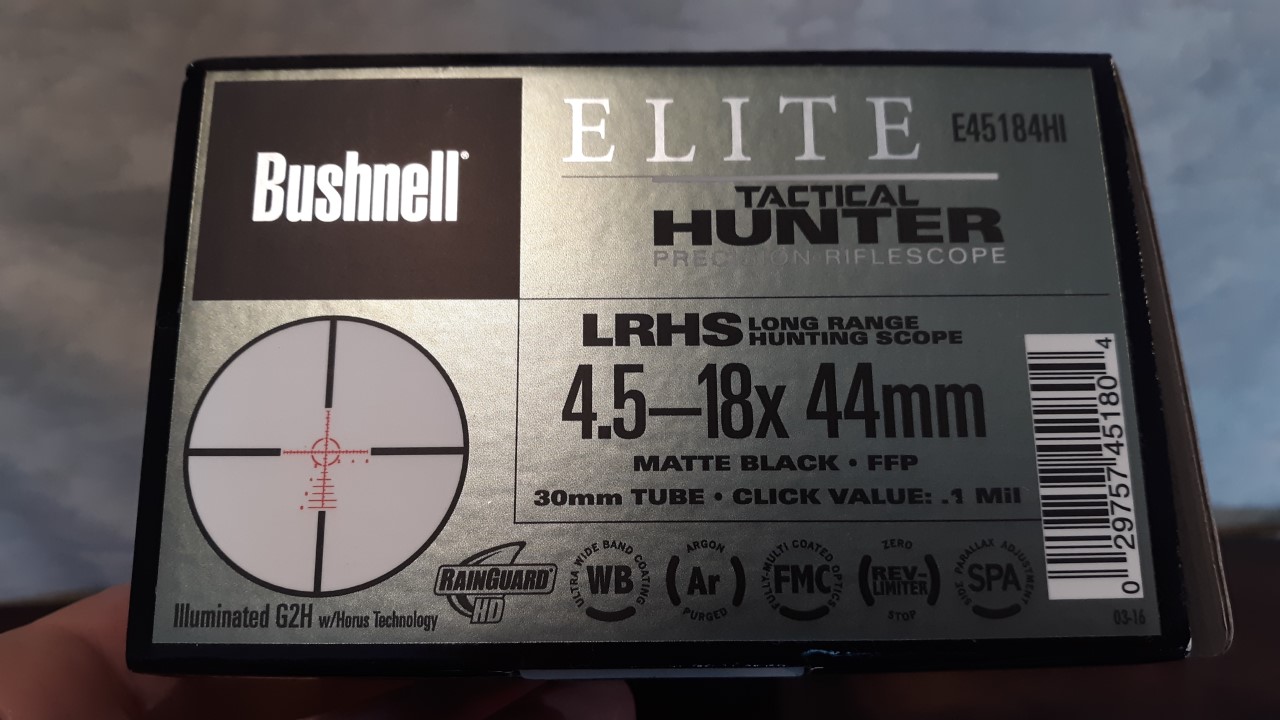 Bushnell®
ELITE E45184HI
TACTICAL
HUNTER
PRECISION RIFLESCOPE
LRHS LONG RANGE
HUNTING SCOPE
4.5–18x 44mm
MATTE BLACK • FFP
30mm TUBE • CLICK VALUE: .1 Mil
Illuminated G2H w/Horus Technology
RAINGUARD
HD
ULTRA WIDE BAND COATING
WB
ARGON
(Ar)
PURGED
FULLY-MULTI COATED OPTICS
FMC
ZERO
REV-
LIMITER
STOP
SIDE PARALLAX ADJUSTMENT
SPA
0 29757 45180 4
03-16